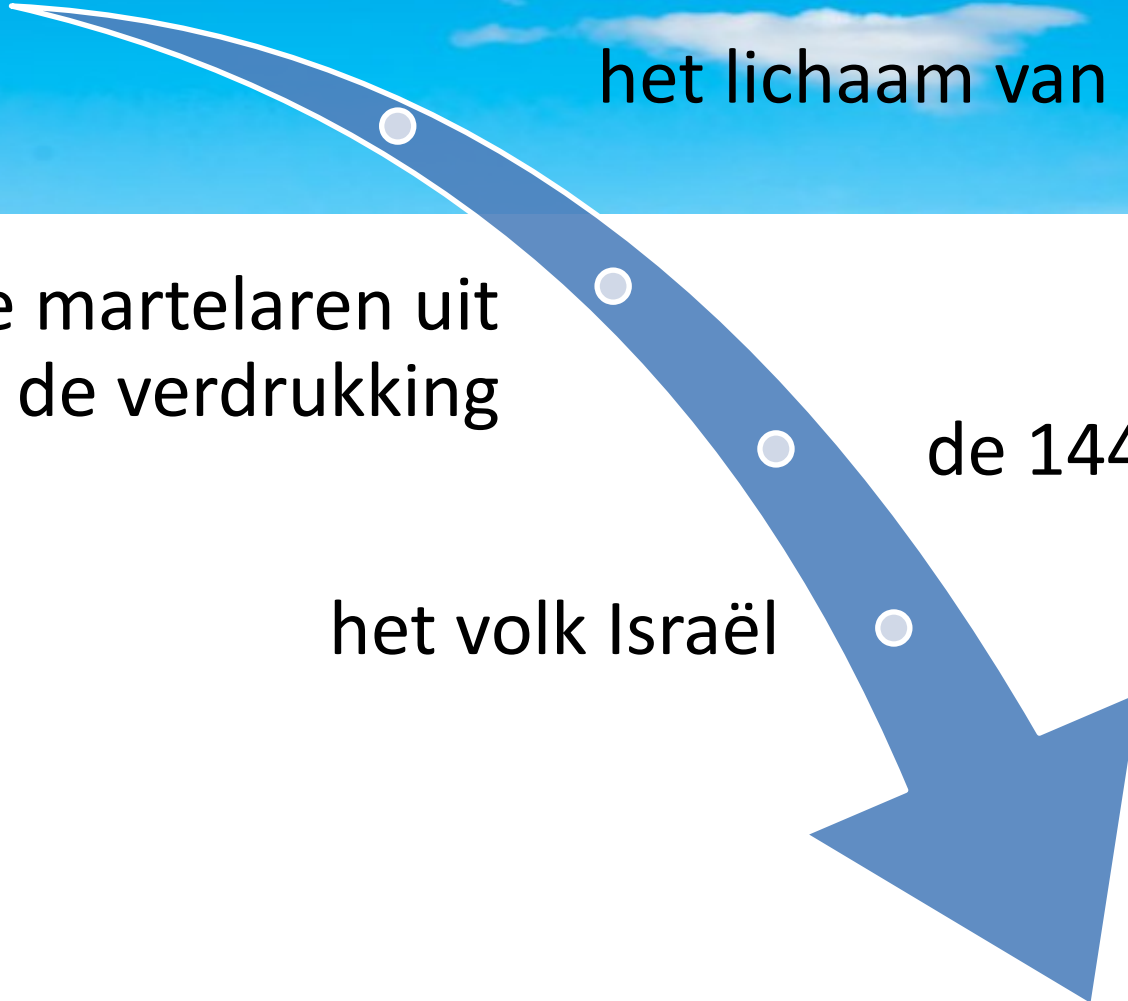 het lichaam van
martelaren uit
de verdrukking
de 144
het volk Israël